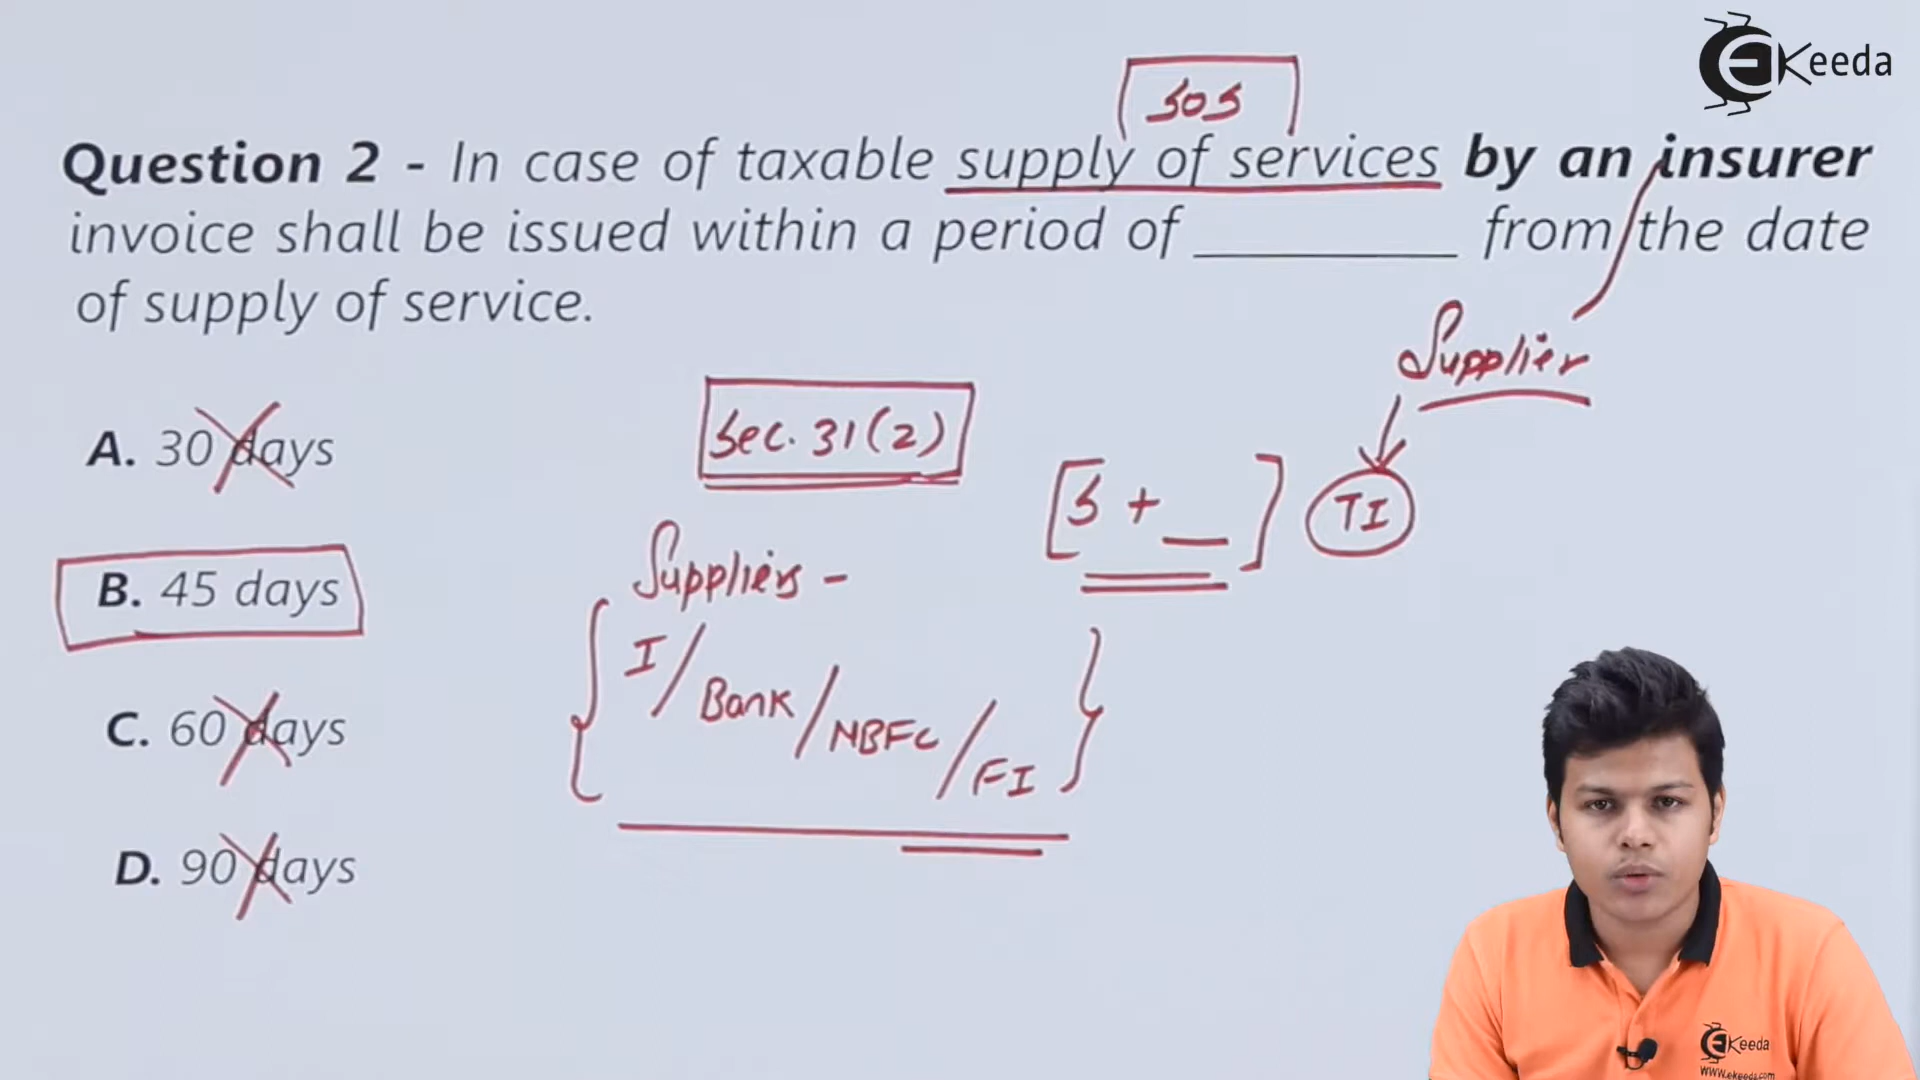 EKeeda
SOS
Question 2 - In case of taxable supply of services by an insurer
invoice shall be issued within a period of __________ from the date
of supply of service.
Supplier
A. 30 days
Sec. 31(2)
[S + __] TI
B. 45 days
Suppliers -
{ I / Bank / NBFC / FI }
C. 60 days
D. 90 days
EKeeda
www.ekeeda.com